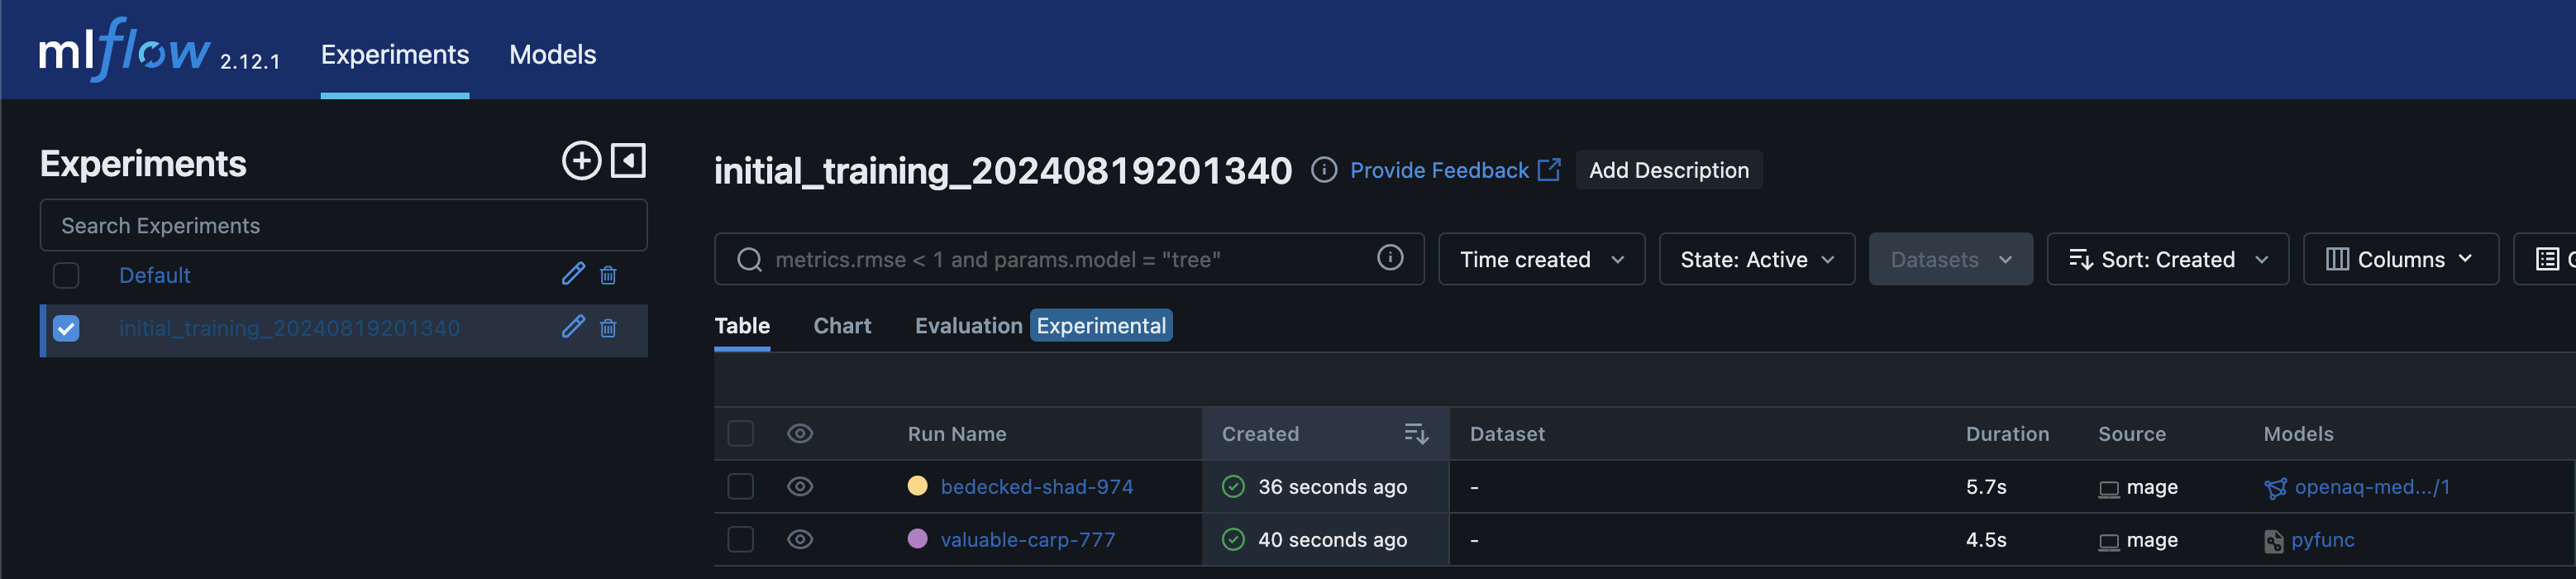 mlflow 2.12.1 Experiments Models
Experiments
Search Experiments
Default
initial_training_20240819201340
initial_training_20240819201340 Provide Feedback Add Description
metrics.rmse < 1 and params.model = "tree" Time created State: Active Datasets Sort: Created Columns
Table Chart Evaluation Experimental
Run Name Created Dataset Duration Source Models
bedecked-shad-974 36 seconds ago - 5.7s mage openaq-med.../1
valuable-carp-777 40 seconds ago - 4.5s mage pyfunc